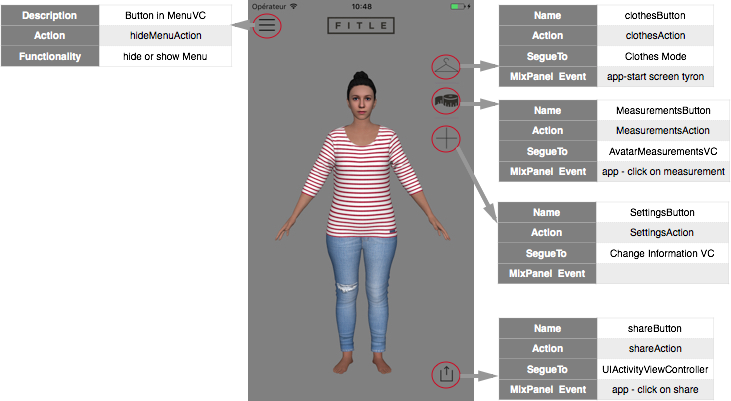 Description Button in MenuVC
Action hideMenuAction
Functionality hide or show Menu
Opérateur 10:48
FITLE
Name clothesButton
Action clothesAction
SegueTo Clothes Mode
MixPanel Event app-start screen tyron
Name MeasurementsButton
Action MeasurementsAction
SegueTo AvatarMeasurementsVC
MixPanel Event app - click on measurement
Name SettingsButton
Action SettingsAction
SegueTo Change Information VC
MixPanel Event
Name shareButton
Action shareAction
SegueTo UIActivityViewController
MixPanel Event app - click on share